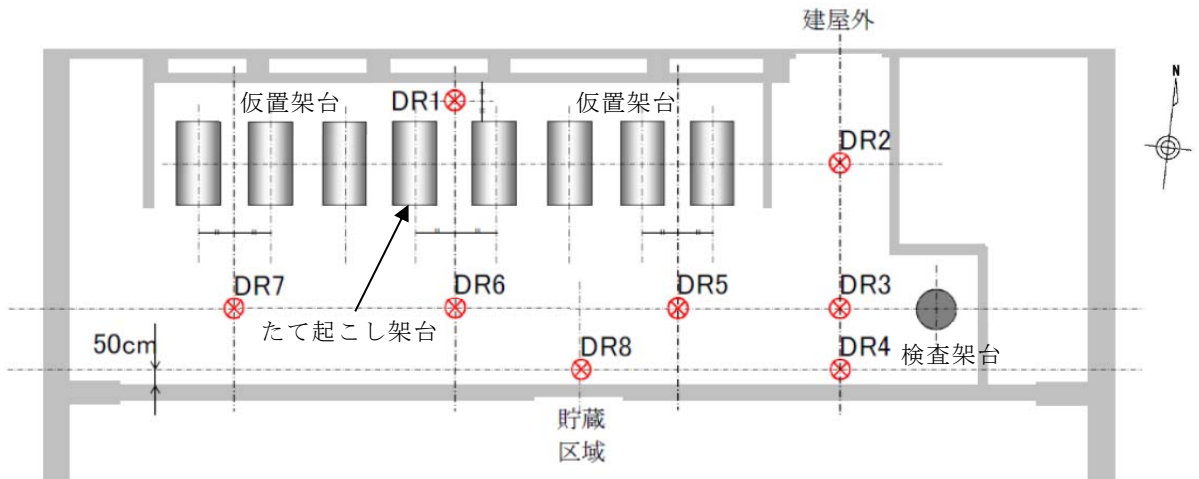 建屋外
N
仮置架台
DR1
仮置架台
DR2
DR7
DR6
DR5
DR3
たて起こし架台
50cm
DR8
DR4
検査架台
貯蔵
区域